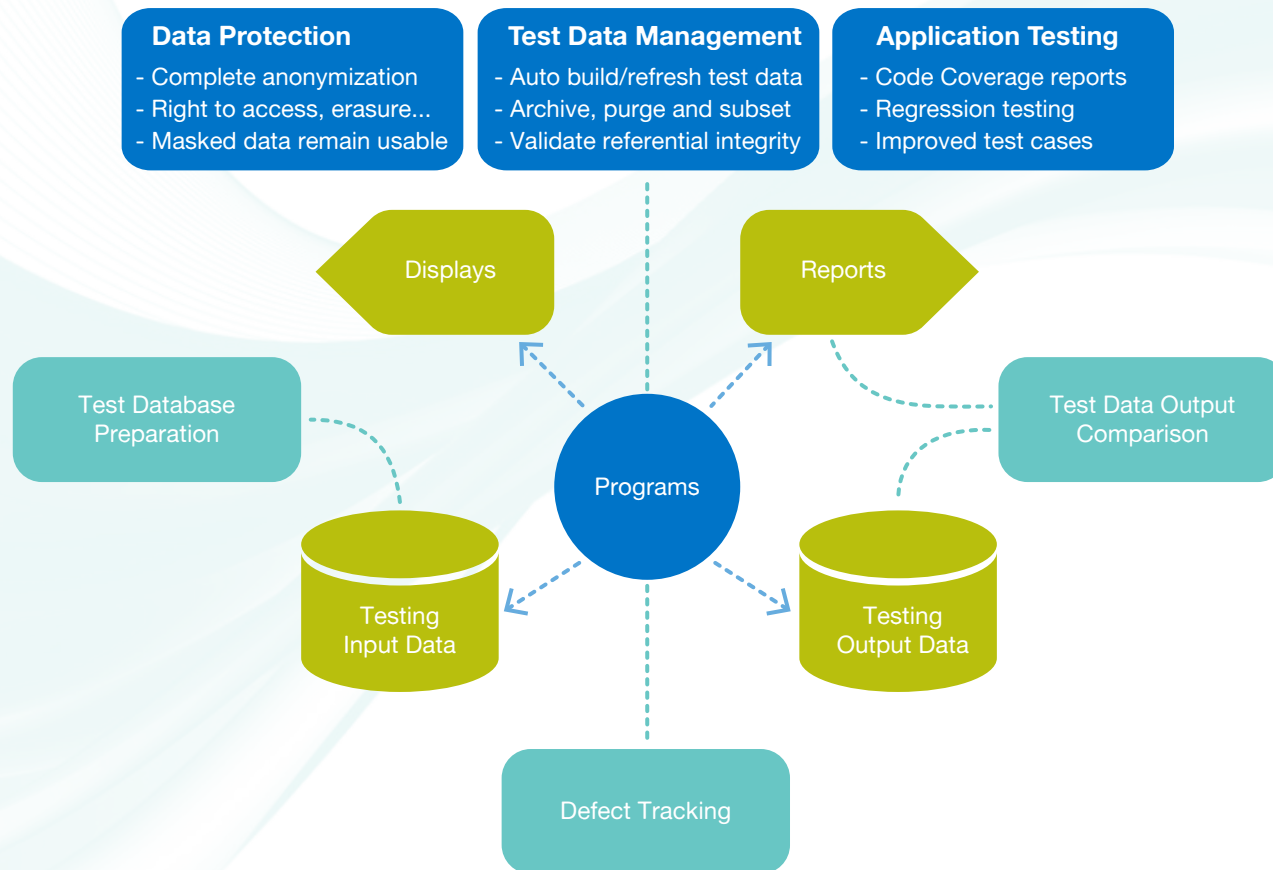 Data Protection
- Complete anonymization
- Right to access, erasure...
- Masked data remain usable
Test Data Management
- Auto build/refresh test data
- Archive, purge and subset
- Validate referential integrity
Application Testing
- Code Coverage reports
- Regression testing
- Improved test cases
Displays
Reports
Test Database
Preparation
Test Data Output
Comparison
Programs
Testing
Input Data
Testing
Output Data
Defect Tracking